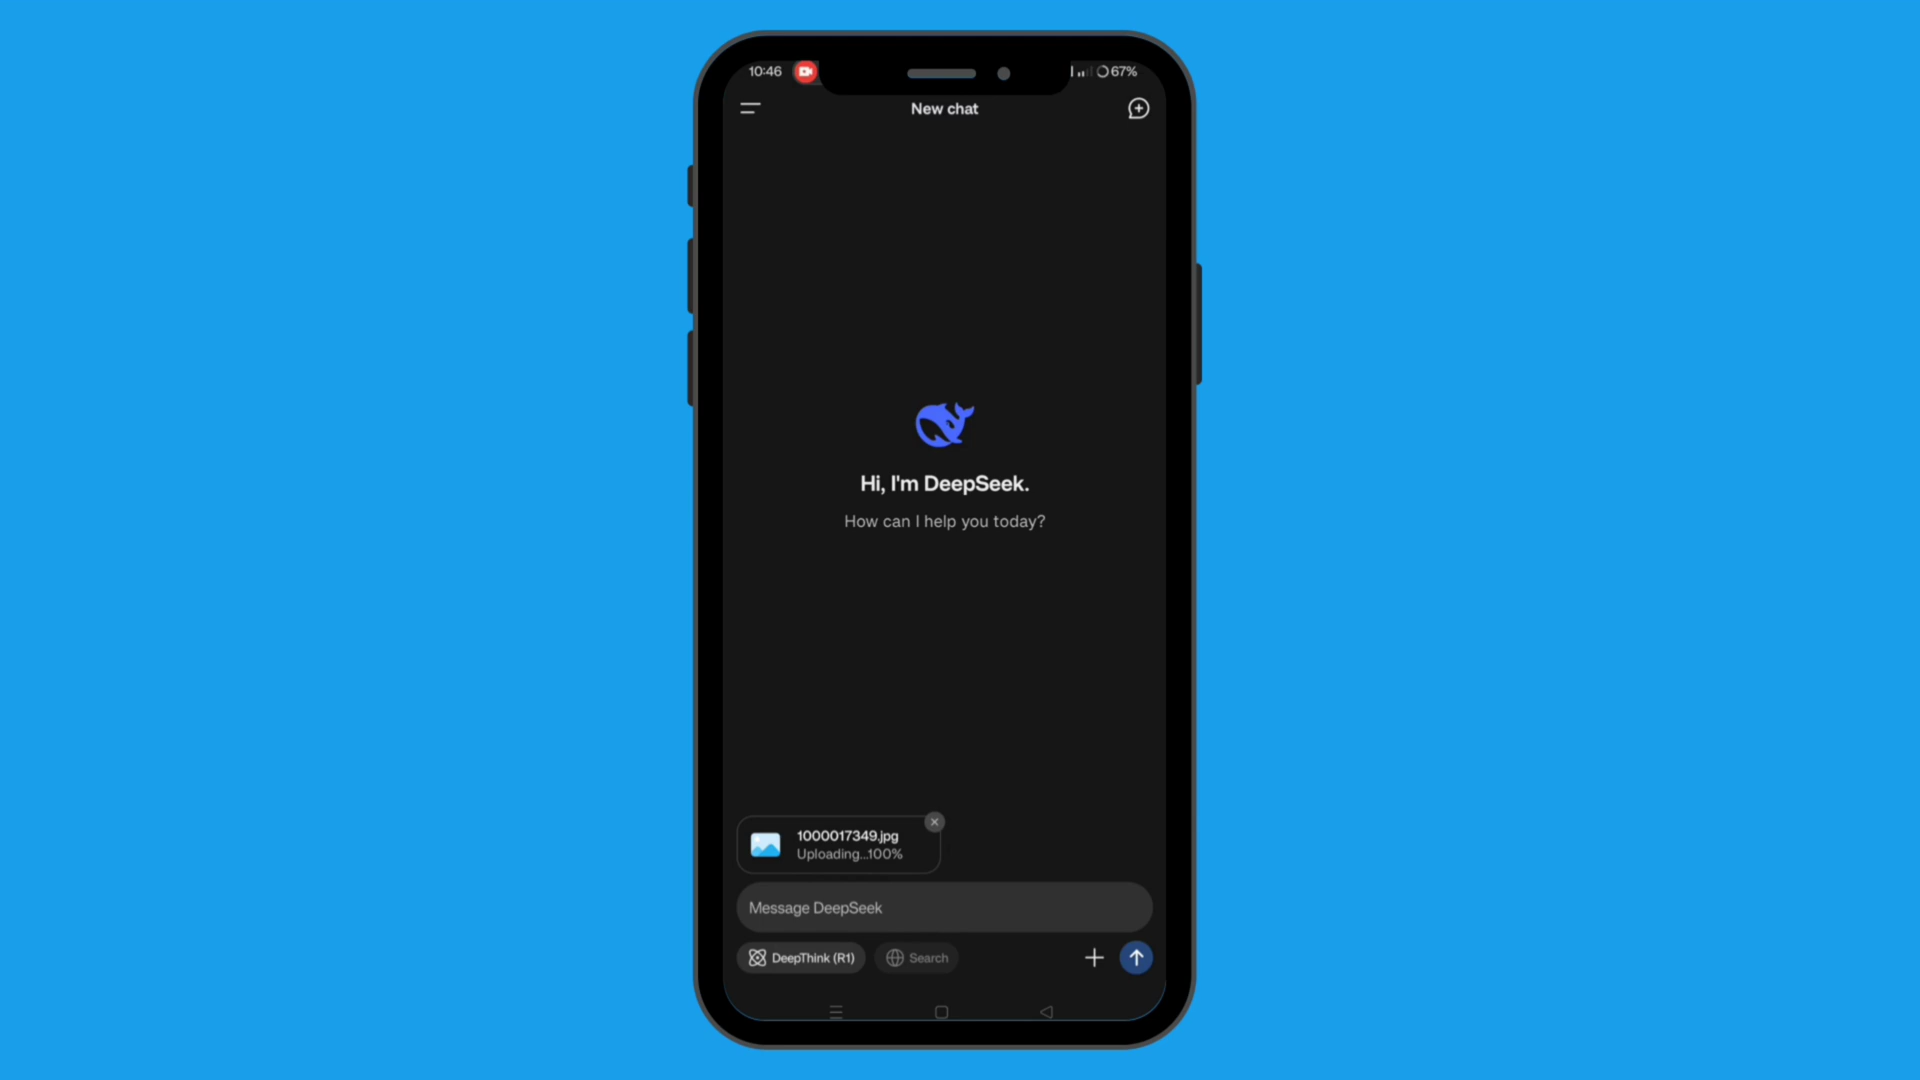 10:46
67%
New chat
Hi, I'm DeepSeek.
How can I help you today?
1000017349.jpg
Uploading...100%
Message DeepSeek
DeepThink (R1)
Search